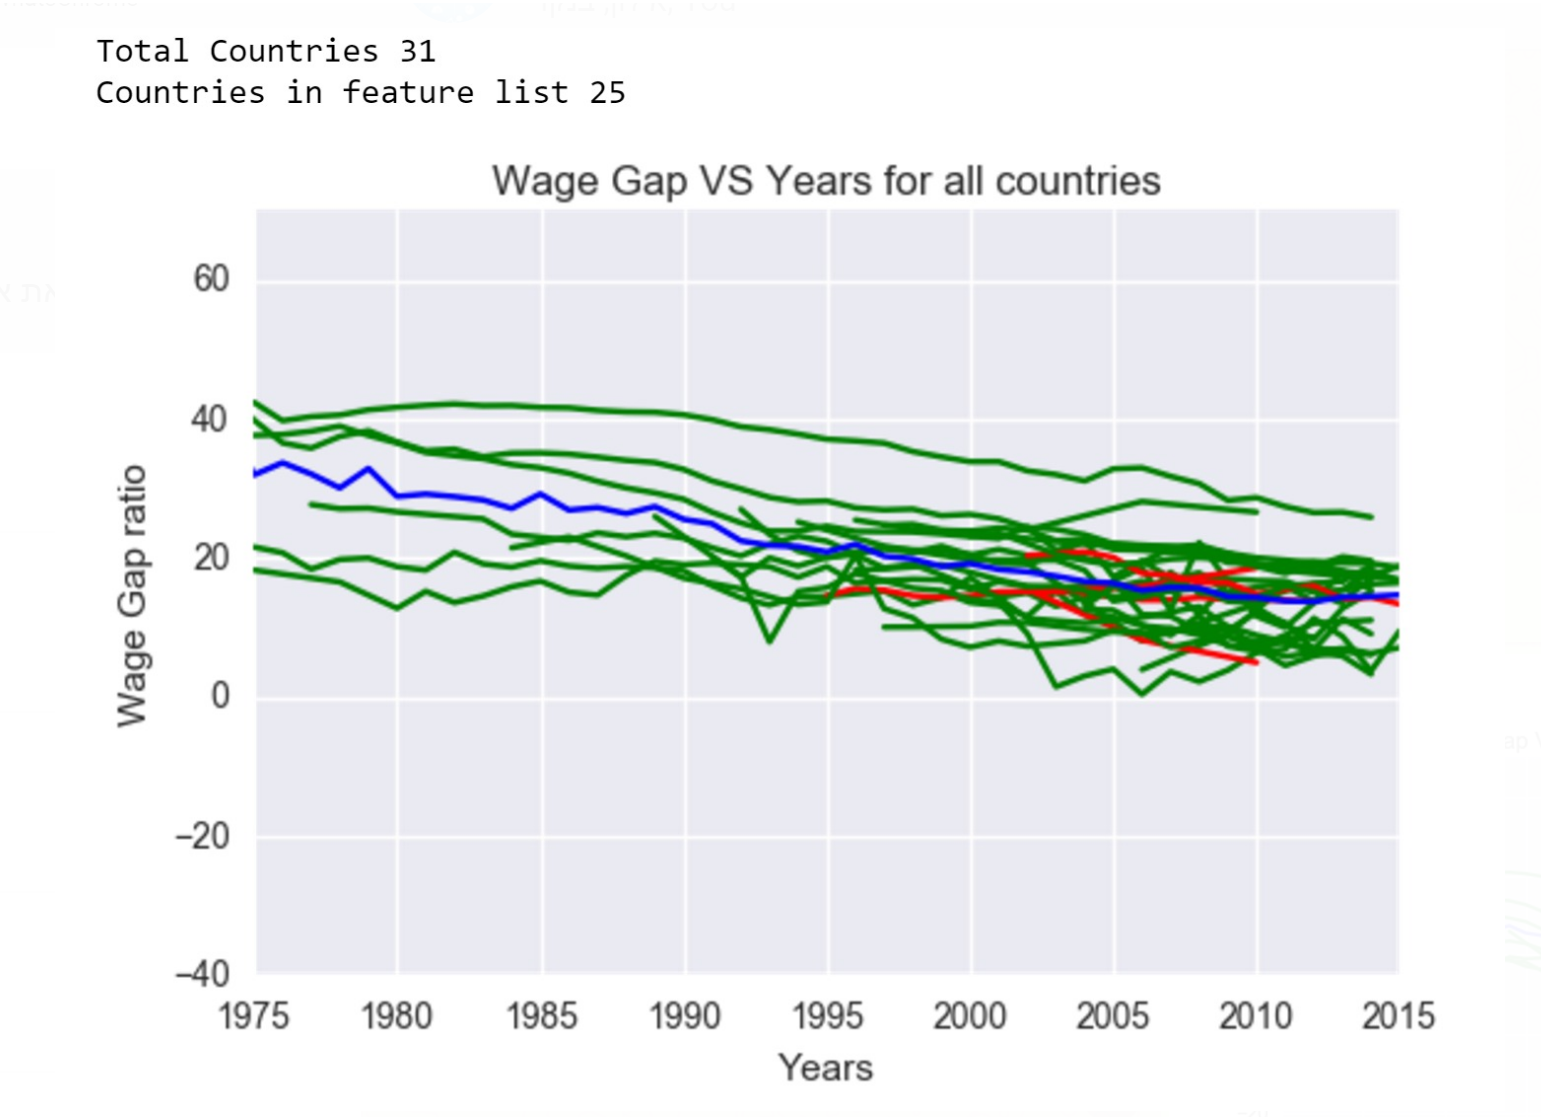 Total Countries 31
Countries in feature list 25
Wage Gap VS Years for all countries
Wage Gap ratio
60
40
20
0
−20
−40
1975 1980 1985 1990 1995 2000 2005 2010 2015
Years